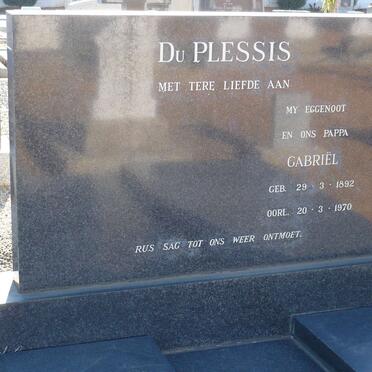 Du PLESSIS
MET TERE LIEFDE AAN
MY EGGENOOT
EN ONS PAPPA
GABRIËL
GEB. 29 · 3 · 1892
OORL. 20 · 3 · 1970
RUS SAG TOT ONS WEER ONTMOET.